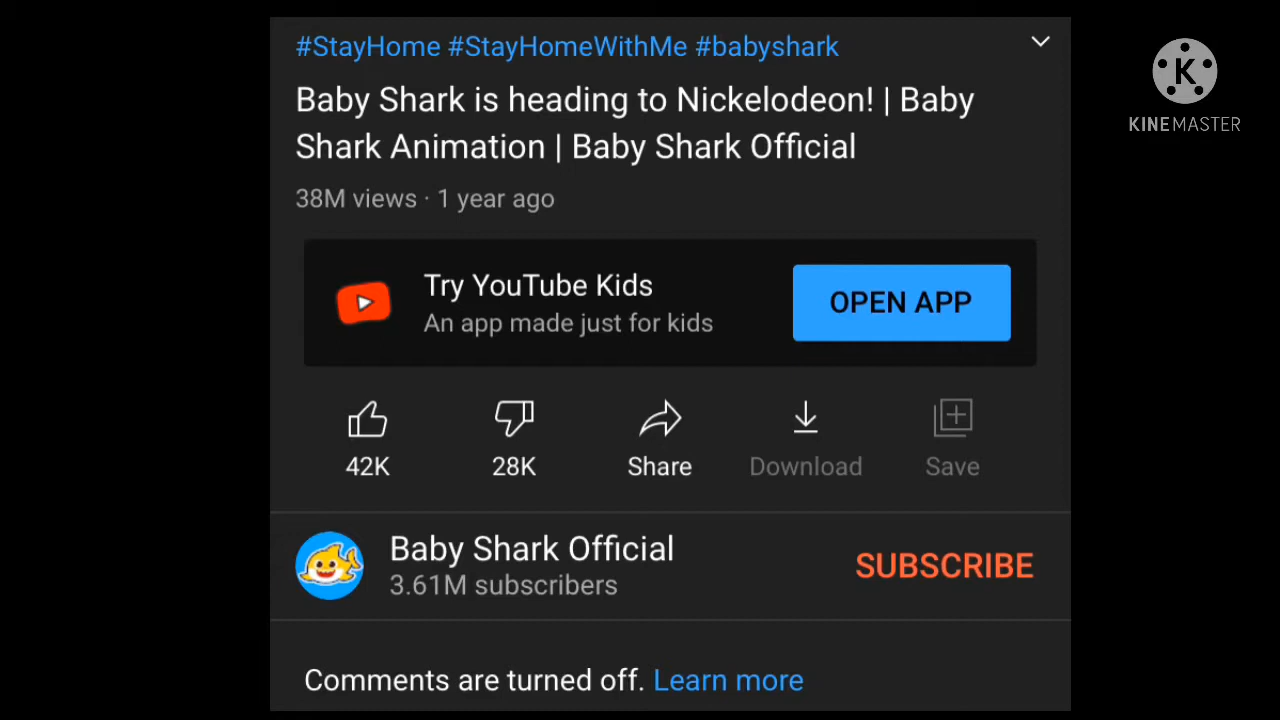 #StayHome #StayHomeWithMe #babyshark
K
KINEMASTER
Baby Shark is heading to Nickelodeon! | Baby
Shark Animation | Baby Shark Official
38M views · 1 year ago
Try YouTube Kids
An app made just for kids
OPEN APP
42K
28K
Share
Download
Save
Baby Shark Official
3.61M subscribers
SUBSCRIBE
Comments are turned off. Learn more